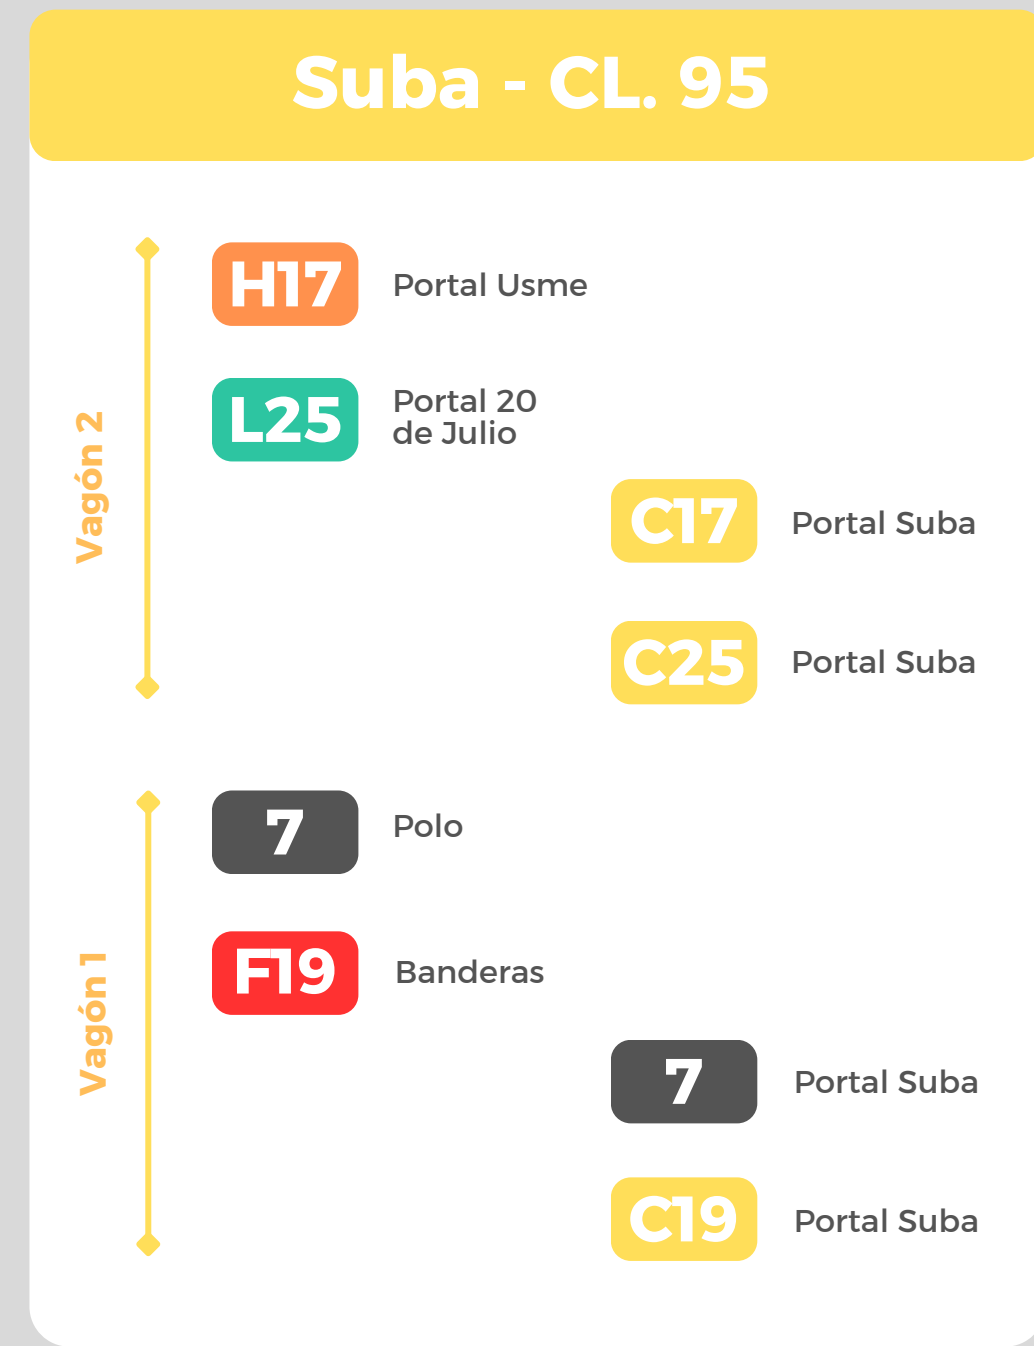 Suba - CL. 95
Vagón 2
H17
Portal Usme
L25
Portal 20
de Julio
C17
Portal Suba
C25
Portal Suba
Vagón 1
7
Polo
F19
Banderas
7
Portal Suba
C19
Portal Suba